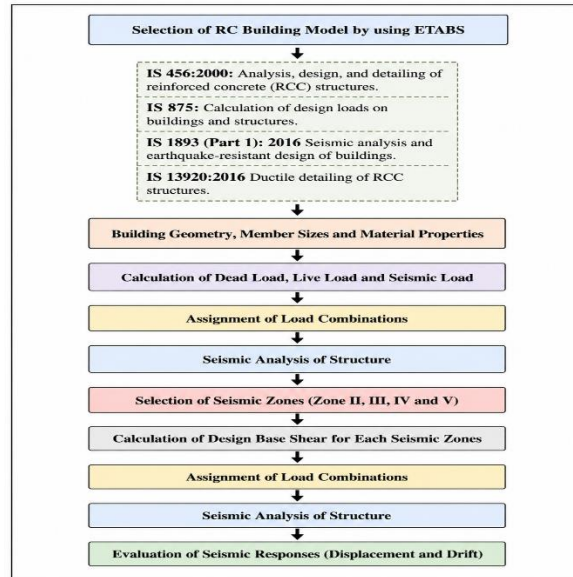 Selection of RC Building Model by using ETABS
IS 456:2000: Analysis, design, and detailing of
reinforced concrete (RCC) structures.
IS 875: Calculation of design loads on
buildings and structures.
IS 1893 (Part 1): 2016 Seismic analysis and
earthquake-resistant design of buildings.
IS 13920:2016 Ductile detailing of RCC
structures.
Building Geometry, Member Sizes and Material Properties
Calculation of Dead Load, Live Load and Seismic Load
Assignment of Load Combinations
Seismic Analysis of Structure
Selection of Seismic Zones (Zone II, III, IV and V)
Calculation of Design Base Shear for Each Seismic Zones
Assignment of Load Combinations
Seismic Analysis of Structure
Evaluation of Seismic Responses (Displacement and Drift)